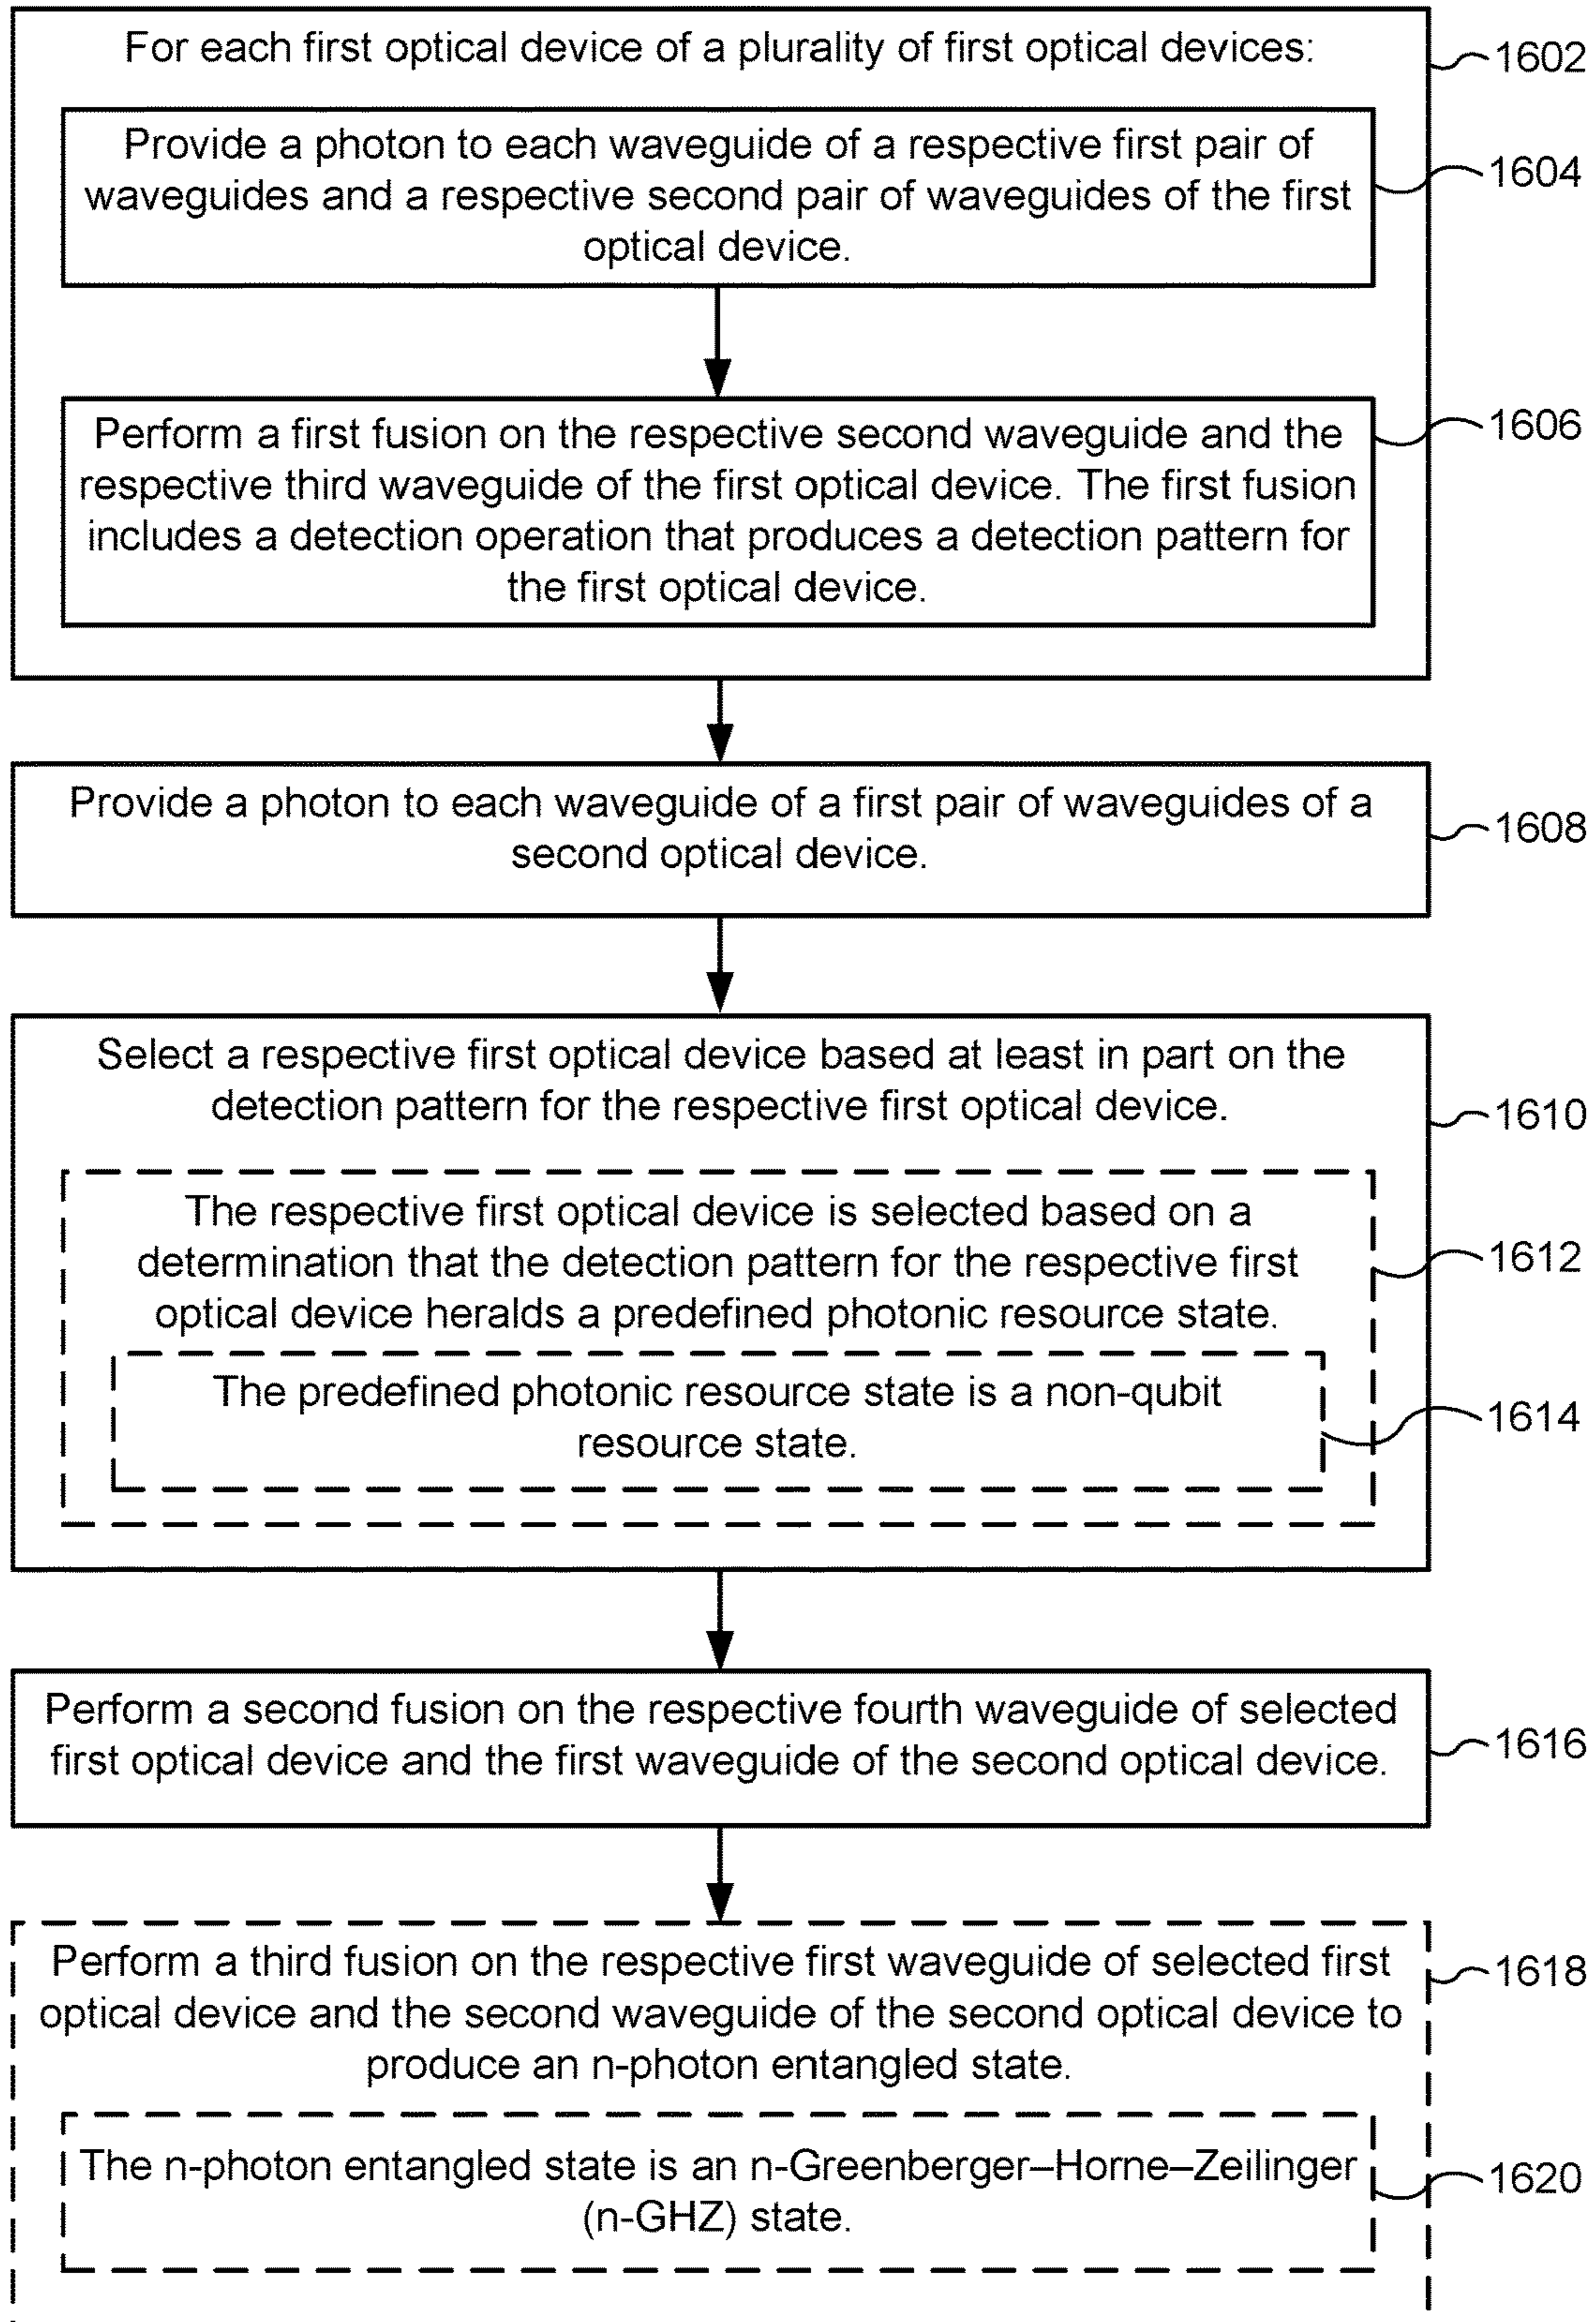 For each first optical device of a plurality of first optical devices:
1602
Provide a photon to each waveguide of a respective first pair of
waveguides and a respective second pair of waveguides of the first
optical device.
1604
Perform a first fusion on the respective second waveguide and the
respective third waveguide of the first optical device. The first fusion
includes a detection operation that produces a detection pattern for
the first optical device.
1606
Provide a photon to each waveguide of a first pair of waveguides of a
second optical device.
1608
Select a respective first optical device based at least in part on the
detection pattern for the respective first optical device.
1610
The respective first optical device is selected based on a
determination that the detection pattern for the respective first
optical device heralds a predefined photonic resource state.
1612
The predefined photonic resource state is a non-qubit
resource state.
1614
Perform a second fusion on the respective fourth waveguide of selected
first optical device and the first waveguide of the second optical device.
1616
Perform a third fusion on the respective first waveguide of selected first
optical device and the second waveguide of the second optical device to
produce an n-photon entangled state.
1618
The n-photon entangled state is an n-Greenberger–Horne–Zeilinger
(n-GHZ) state.
1620